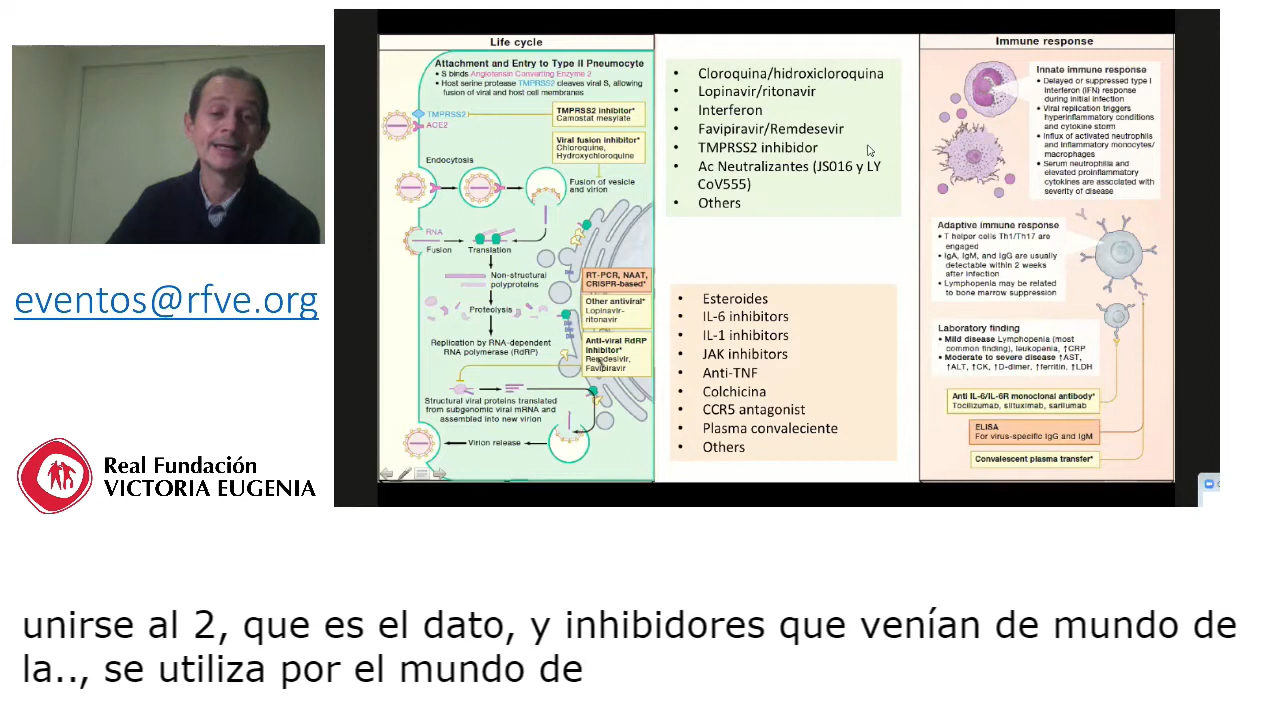 eventos@rfve.org
Real Fundación
VICTORIA EUGENIA
Life cycle
Attachment and Entry to Type II Pneumocyte
• S binds Angiotensin Converting Enzyme 2
• Host serine protease TMPRSS2 cleaves viral S, allowing
fusion of viral and host cell membranes
TMPRSS2
ACE2
TMPRSS2 inhibitor*
Camostat mesylate
Viral fusion inhibitor*
Chloroquine,
Hydroxychloroquine
Endocytosis
Fusion of vesicle
and virion
RNA
Fusion
Translation
Non-structural
polyproteins
RT-PCR, NAAT,
CRISPR-based*
Other antiviral*
Lopinavir-
ritonavir
Proteolysis
Replication by RNA-dependent
RNA polymerase (RdRP)
Anti-viral RdRP
inhibitor*
Remdesivir,
Favipiravir
Structural viral proteins translated
from subgenomic viral mRNA and
assembled into new virion
Virion release
• Cloroquina/hidroxicloroquina
• Lopinavir/ritonavir
• Interferon
• Favipiravir/Remdesevir
• TMPRSS2 inhibidor
• Ac Neutralizantes (JS016 y LY
CoV555)
• Others
• Esteroides
• IL-6 inhibitors
• IL-1 inhibitors
• JAK inhibitors
• Anti-TNF
• Colchicina
• CCR5 antagonist
• Plasma convaleciente
• Others
Immune response
Innate immune response
• Delayed or suppressed type I
interferon (IFN) response
during initial infection
• Viral replication triggers
hyperinflammatory conditions
and cytokine storm
• Influx of activated neutrophils
and inflammatory monocytes/
macrophages
• Serum neutrophilia and
elevated proinflammatory
cytokines are associated with
severity of disease
Adaptive immune response
• T helper cells Th1/Th17 are
engaged
• IgA, IgM, and IgG are usually
detectable within 2 weeks
after infection
• Lymphopenia may be related
to bone marrow suppression
Laboratory finding
• Mild disease Lymphopenia (most
common finding), leukopenia, ↑CRP
• Moderate to severe disease ↑AST,
↑ALT, ↑CK, ↑D-dimer, ↑ferritin, ↑LDH
Anti IL-6/IL-6R monoclonal antibody*
Tocilizumab, siltuximab, sarilumab
ELISA
For virus-specific IgG and IgM
Convalescent plasma transfer*
unirse al 2, que es el dato, y inhibidores que venían de mundo de
la.., se utiliza por el mundo de